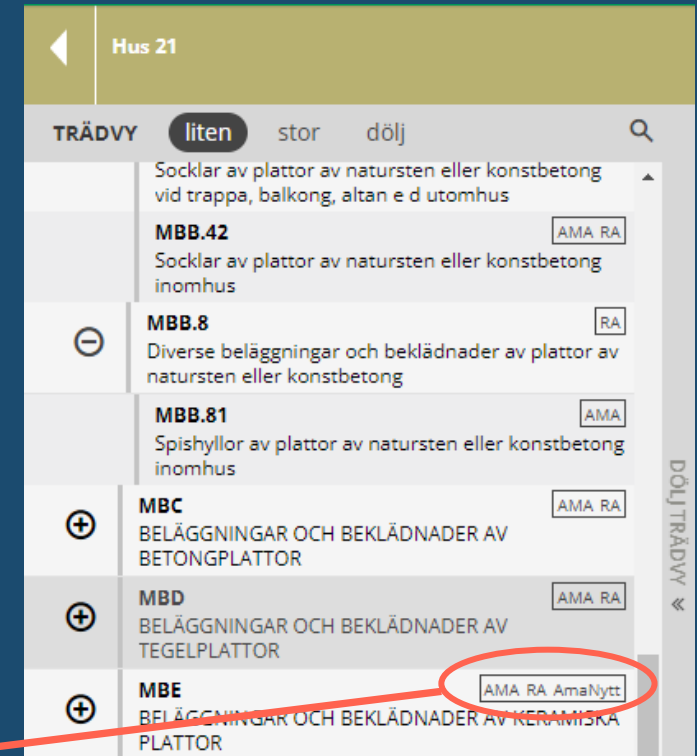 Hus 21
TRÄDVY liten stor dölj
Socklar av plattor av natursten eller konstbetong
vid trappa, balkong, altan e d utomhus
MBB.42 AMA RA
Socklar av plattor av natursten eller konstbetong
inomhus
MBB.8 RA
Diverse beläggningar och beklädnader av plattor av
natursten eller konstbetong
MBB.81 AMA
Spishyllor av plattor av natursten eller konstbetong
inomhus
MBC AMA RA
BELÄGGNINGAR OCH BEKLÄDNADER AV
BETONGPLATTOR
MBD AMA RA
BELÄGGNINGAR OCH BEKLÄDNADER AV
TEGELPLATTOR
MBE AMA RA AmaNytt
BELÄGGNINGAR OCH BEKLÄDNADER AV KERAMISKA
PLATTOR
DÖLJ TRÄDVY «